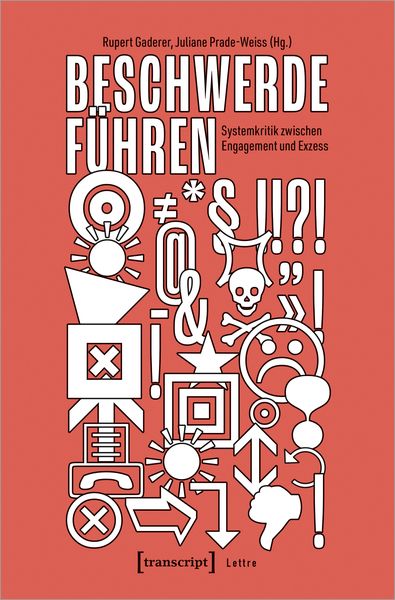 Rupert Gaderer, Juliane Prade-Weiss (Hg.)
BESCHWERDE
FÜHREN
Systemkritik zwischen
Engagement und Exzess
≠ * § !!?!
@ ”
& » !
- !
!
[transcript] Lettre